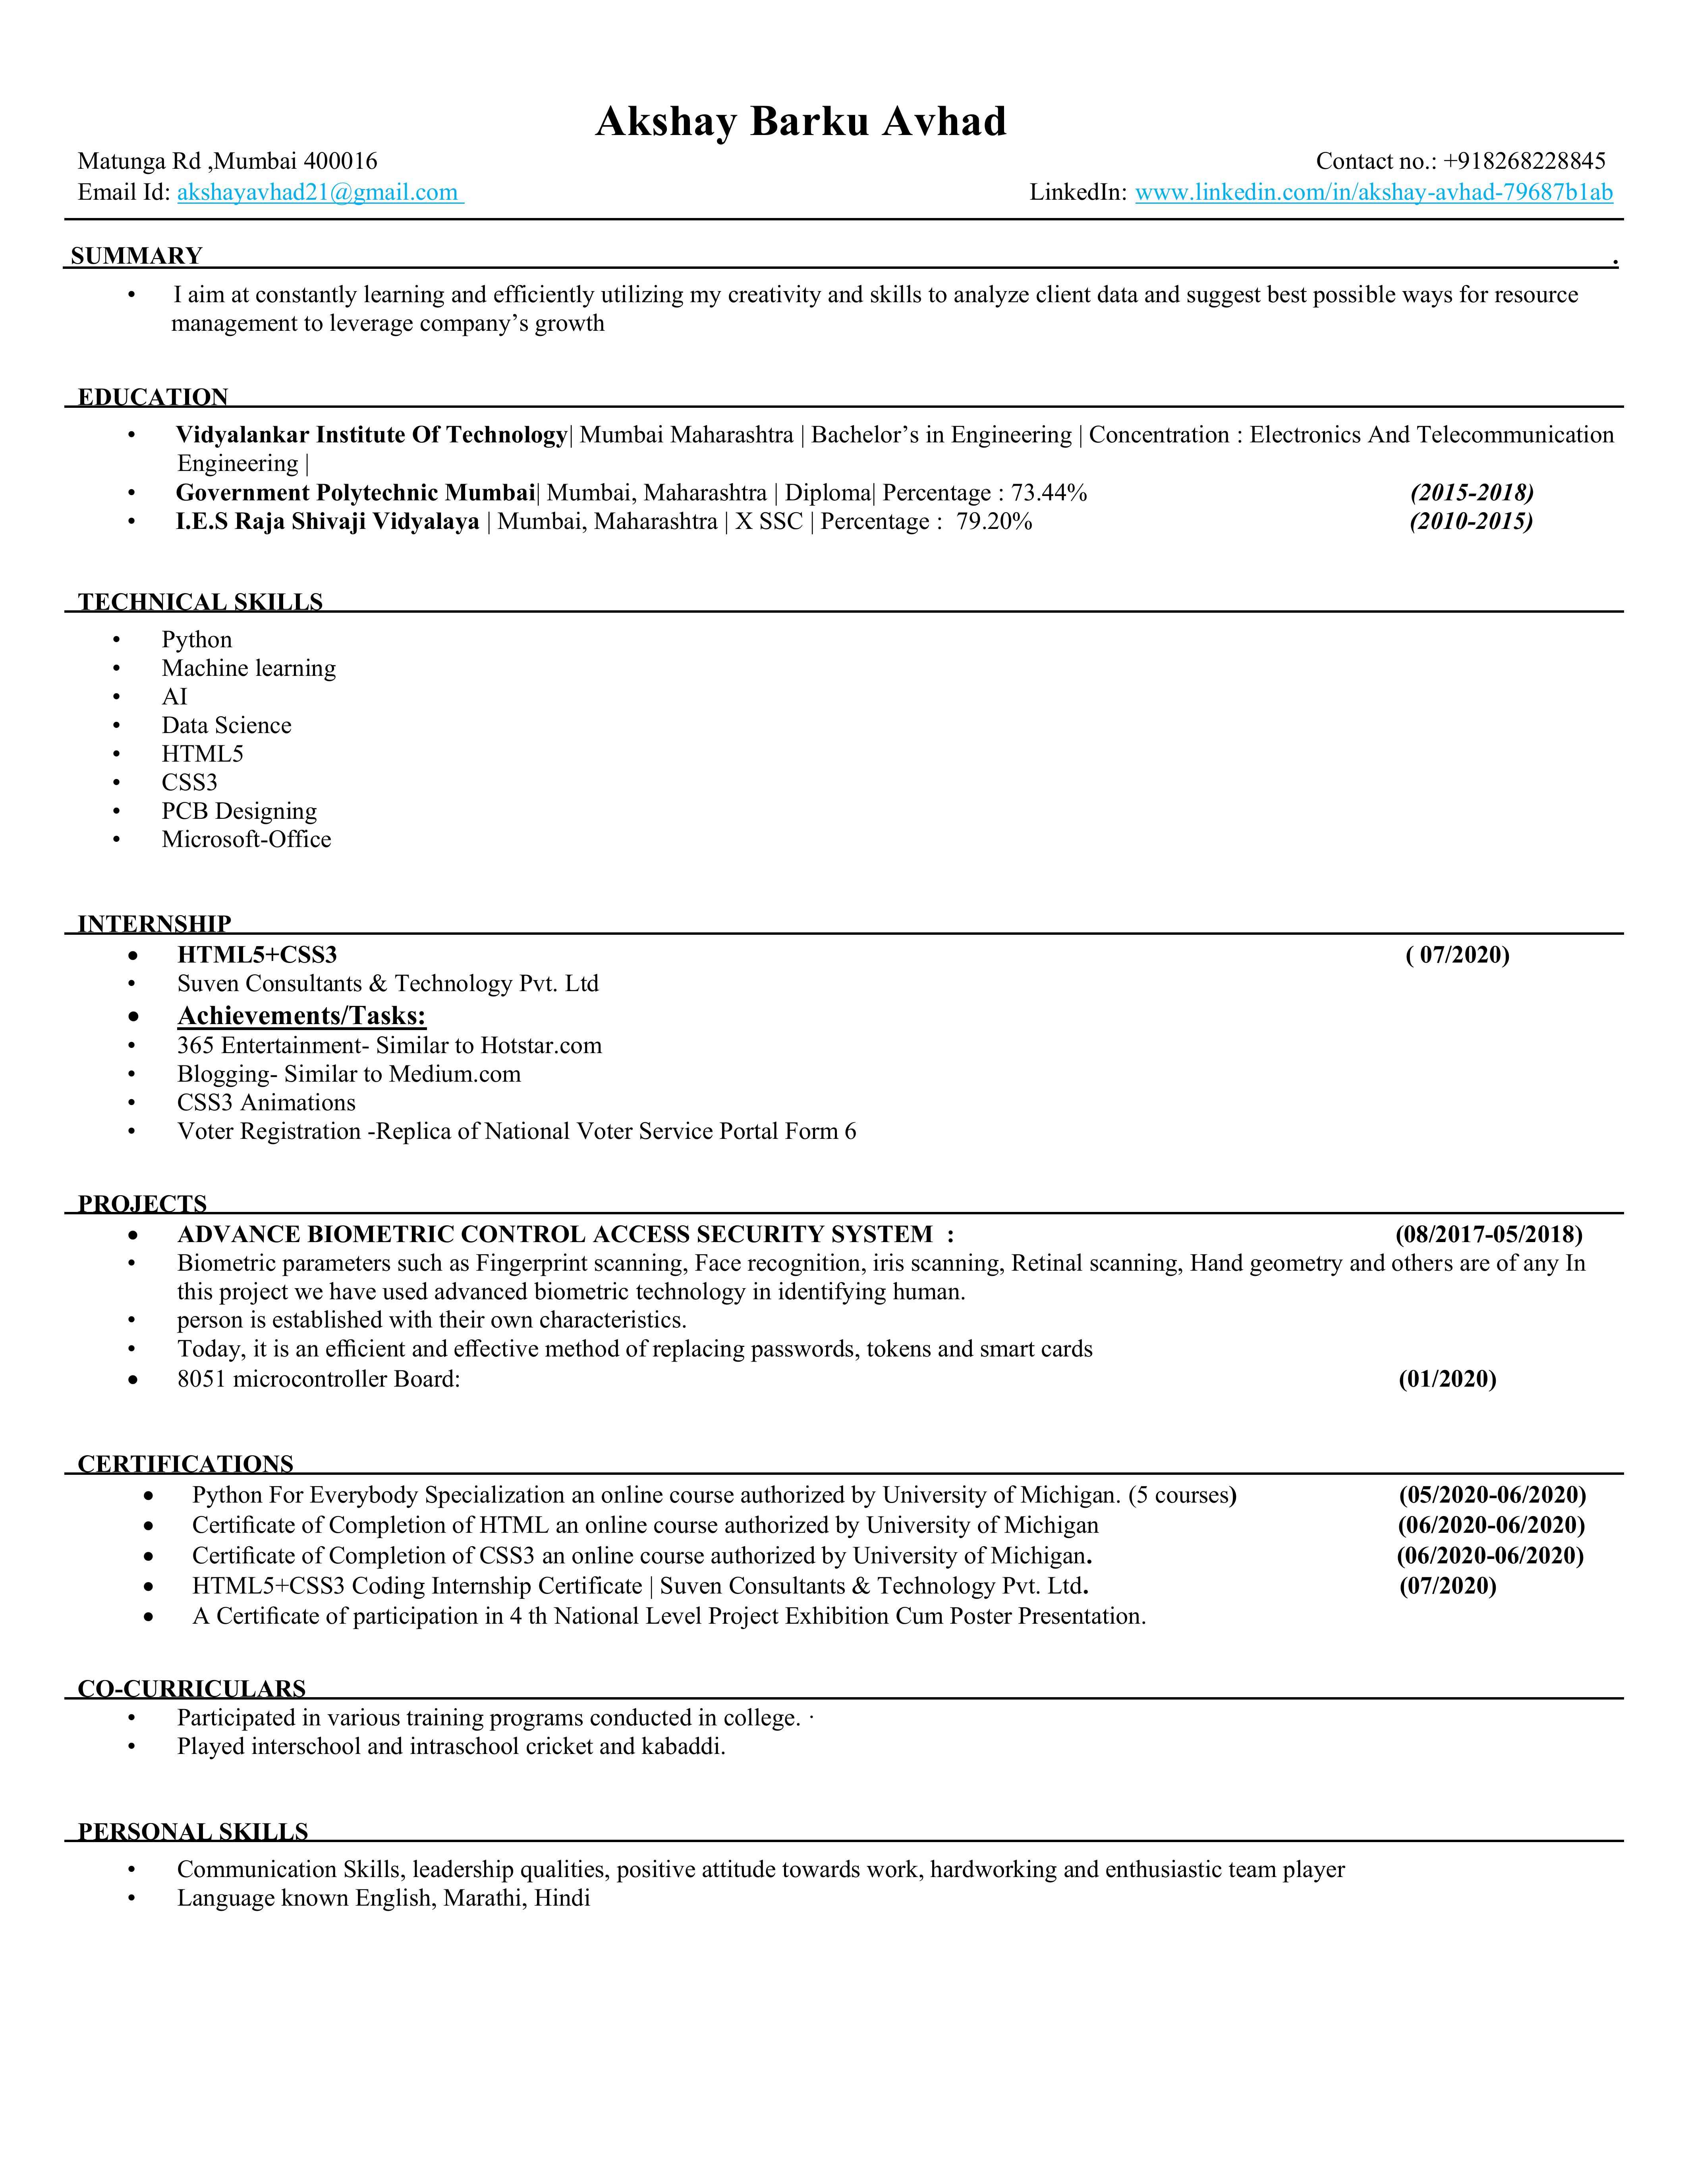 Akshay Barku Avhad
Matunga Rd ,Mumbai 400016 Contact no.: +918268228845
Email Id: akshayavhad21@gmail.com LinkedIn: www.linkedin.com/in/akshay-avhad-79687b1ab
SUMMARY .
• I aim at constantly learning and efficiently utilizing my creativity and skills to analyze client data and suggest best possible ways for resource
management to leverage company’s growth
EDUCATION
• Vidyalankar Institute Of Technology| Mumbai Maharashtra | Bachelor’s in Engineering | Concentration : Electronics And Telecommunication
Engineering |
• Government Polytechnic Mumbai| Mumbai, Maharashtra | Diploma| Percentage : 73.44% (2015-2018)
• I.E.S Raja Shivaji Vidyalaya | Mumbai, Maharashtra | X SSC | Percentage : 79.20% (2010-2015)
TECHNICAL SKILLS
• Python
• Machine learning
• AI
• Data Science
• HTML5
• CSS3
• PCB Designing
• Microsoft-Office
INTERNSHIP
• HTML5+CSS3 ( 07/2020)
• Suven Consultants & Technology Pvt. Ltd
• Achievements/Tasks:
• 365 Entertainment- Similar to Hotstar.com
• Blogging- Similar to Medium.com
• CSS3 Animations
• Voter Registration -Replica of National Voter Service Portal Form 6
PROJECTS
• ADVANCE BIOMETRIC CONTROL ACCESS SECURITY SYSTEM : (08/2017-05/2018)
• Biometric parameters such as Fingerprint scanning, Face recognition, iris scanning, Retinal scanning, Hand geometry and others are of any In
this project we have used advanced biometric technology in identifying human.
• person is established with their own characteristics.
• Today, it is an efficient and effective method of replacing passwords, tokens and smart cards
• 8051 microcontroller Board: (01/2020)
CERTIFICATIONS
• Python For Everybody Specialization an online course authorized by University of Michigan. (5 courses) (05/2020-06/2020)
• Certificate of Completion of HTML an online course authorized by University of Michigan (06/2020-06/2020)
• Certificate of Completion of CSS3 an online course authorized by University of Michigan. (06/2020-06/2020)
• HTML5+CSS3 Coding Internship Certificate | Suven Consultants & Technology Pvt. Ltd. (07/2020)
• A Certificate of participation in 4 th National Level Project Exhibition Cum Poster Presentation.
CO-CURRICULARS
• Participated in various training programs conducted in college. ·
• Played interschool and intraschool cricket and kabaddi.
PERSONAL SKILLS
• Communication Skills, leadership qualities, positive attitude towards work, hardworking and enthusiastic team player
• Language known English, Marathi, Hindi